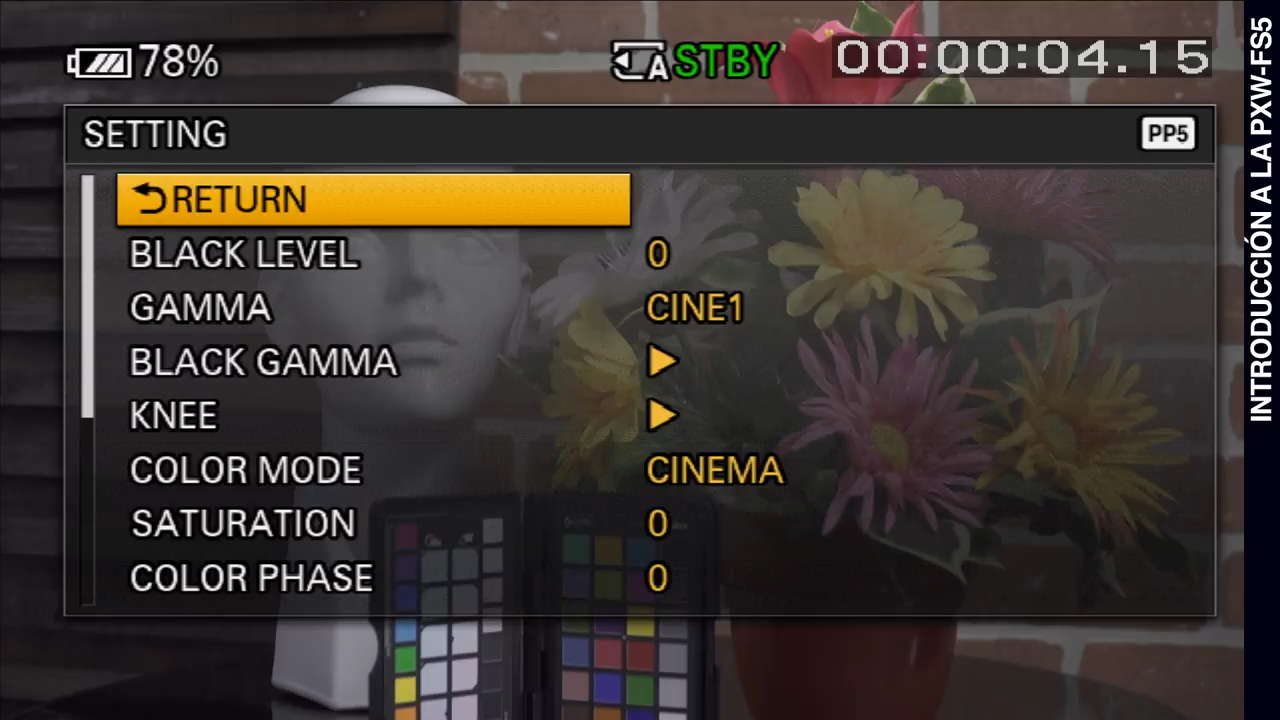 78%
A STBY
00:00:04.15
SETTING
PP5
RETURN
BLACK LEVEL 0
GAMMA CINE1
BLACK GAMMA
KNEE
COLOR MODE CINEMA
SATURATION 0
COLOR PHASE 0
INTRODUCCIÓN A LA PXW-FS5